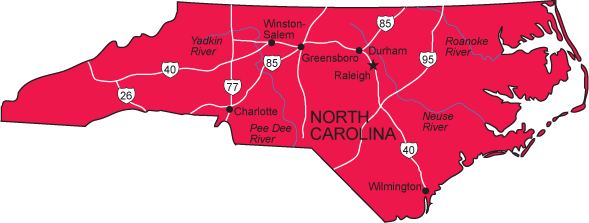 Yadkin
River
Winston-
Salem
85
Roanoke
River
Durham
Greensboro
Raleigh
95
85
40
77
26
Charlotte
NORTH
CAROLINA
Neuse
River
Pee Dee
River
40
Wilmington